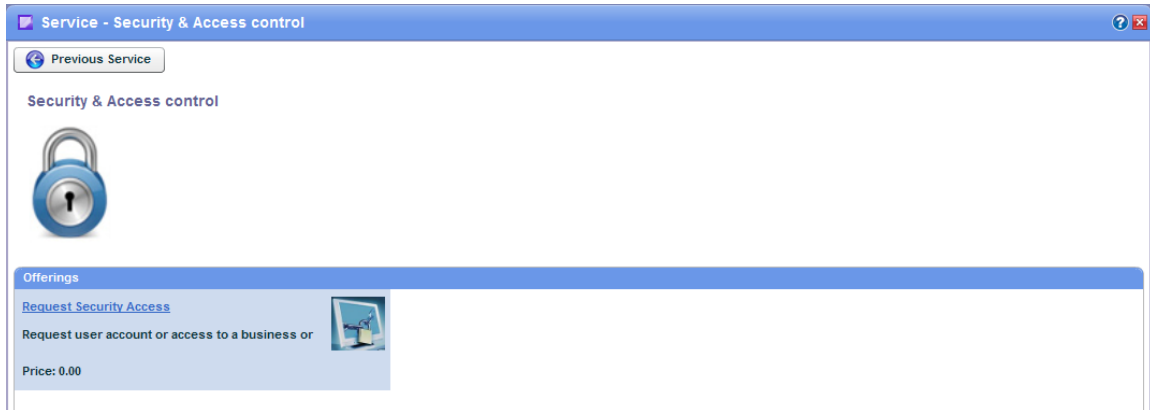 Service - Security & Access control
Previous Service
Security & Access control
Offerings
Request Security Access
Request user account or access to a business or
Price: 0.00